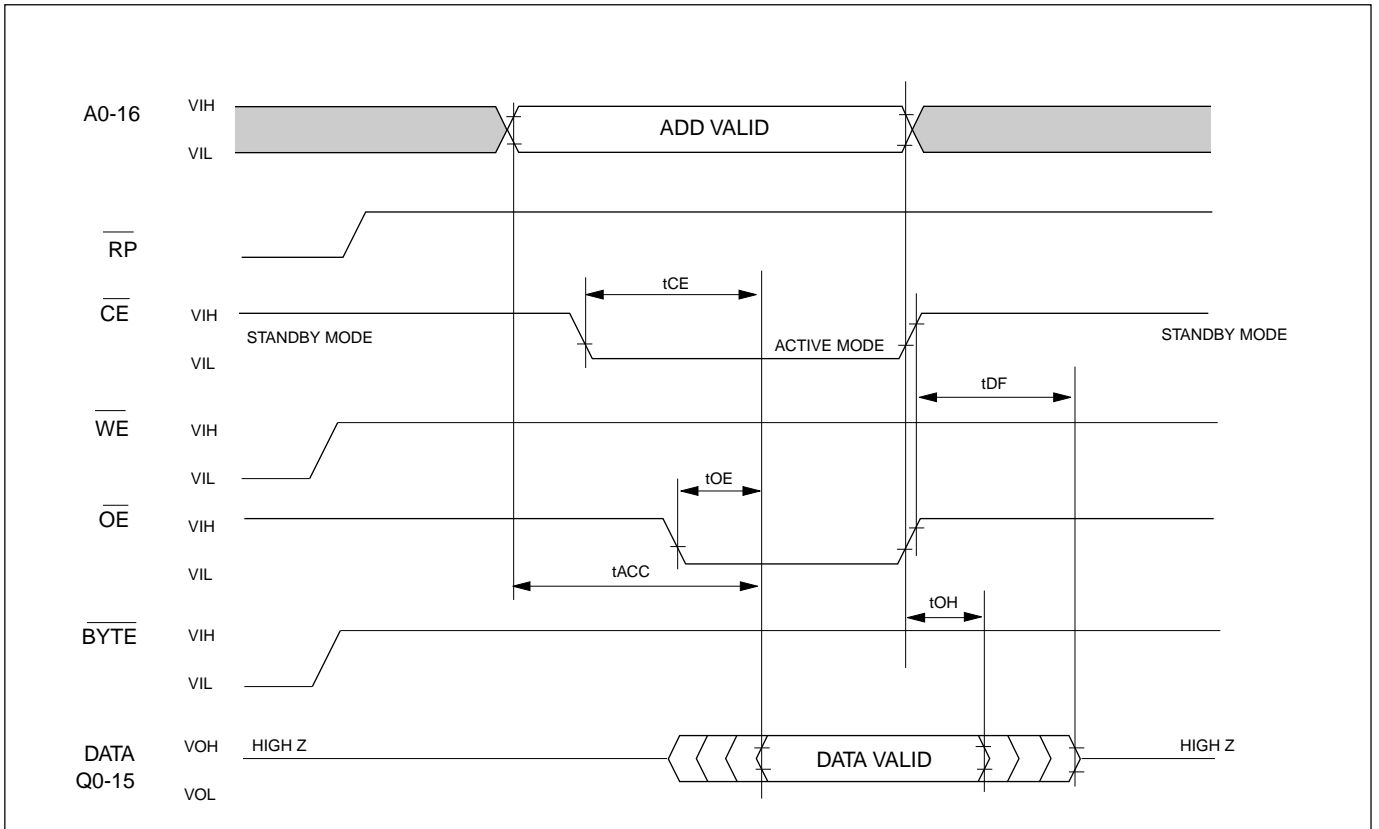 A0-16 VIH ADD VALID
VIL
RP
tCE
CE VIH
STANDBY MODE ACTIVE MODE STANDBY MODE
VIL
tDF
WE VIH
VIL
tOE
OE VIH
VIL
tACC
tOH
BYTE VIH
VIL
DATA VOH HIGH Z DATA VALID HIGH Z
Q0-15
VOL